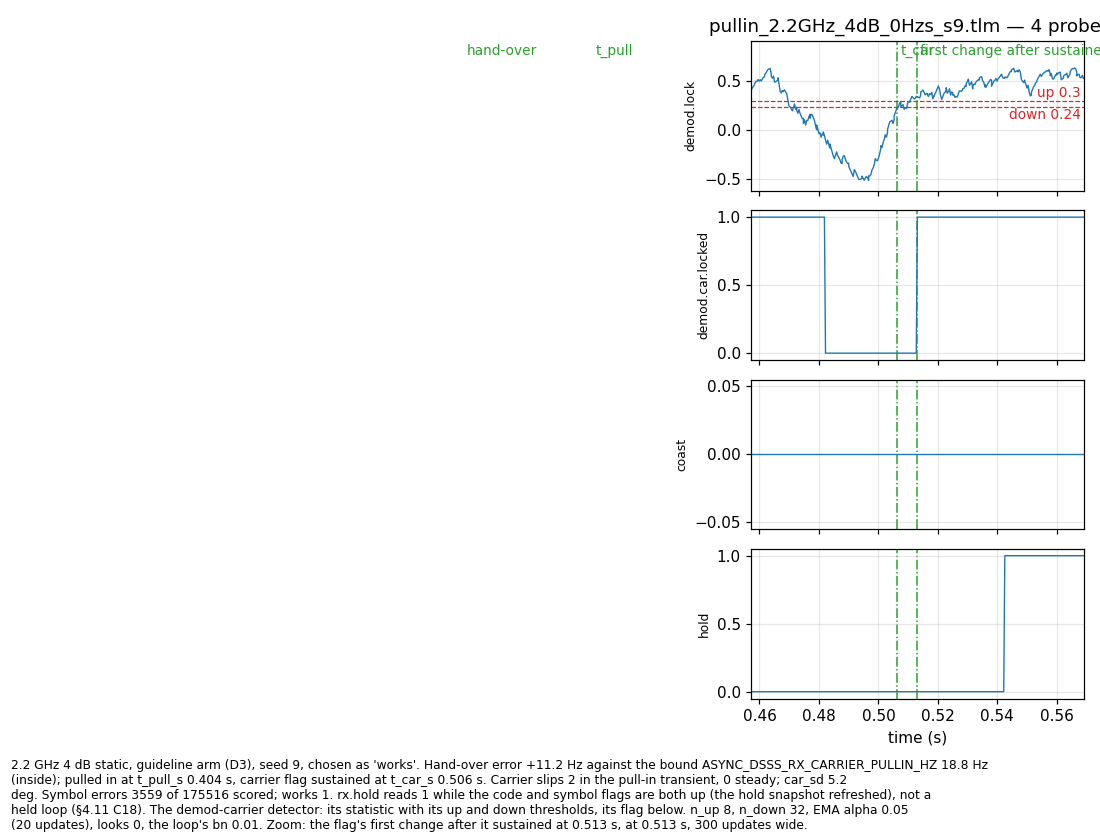 pullin_2.2GHz_4dB_0Hzs_s9.tlm — 4 probe
hand-over
t_pull
t_car
first change after sustaine
0.5
0.0
−0.5
demod.lock
up 0.3
down 0.24
1.0
0.5
0.0
demod.car.locked
0.05
0.00
−0.05
coast
1.0
0.5
0.0
hold
0.46 0.48 0.50 0.52 0.54 0.56
time (s)
2.2 GHz 4 dB static, guideline arm (D3), seed 9, chosen as 'works'. Hand-over error +11.2 Hz against the bound ASYNC_DSSS_RX_CARRIER_PULLIN_HZ 18.8 Hz
(inside); pulled in at t_pull_s 0.404 s, carrier flag sustained at t_car_s 0.506 s. Carrier slips 2 in the pull-in transient, 0 steady; car_sd 5.2
deg. Symbol errors 3559 of 175516 scored; works 1. rx.hold reads 1 while the code and symbol flags are both up (the hold snapshot refreshed), not a
held loop (§4.11 C18). The demod-carrier detector: its statistic with its up and down thresholds, its flag below. n_up 8, n_down 32, EMA alpha 0.05
(20 updates), looks 0, the loop's bn 0.01. Zoom: the flag's first change after it sustained at 0.513 s, at 0.513 s, 300 updates wide.